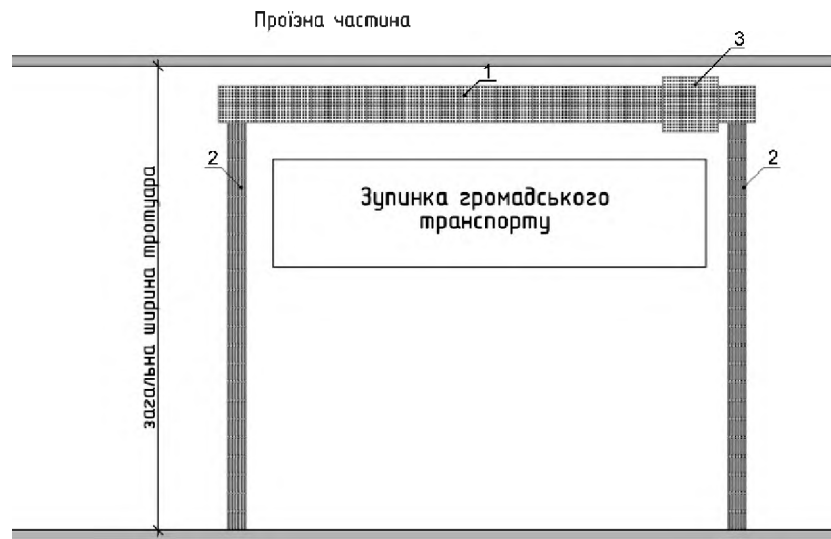 Проїзна частина
3
1
2
2
Зупинка громадського
транспорту
загальна ширина тротуара